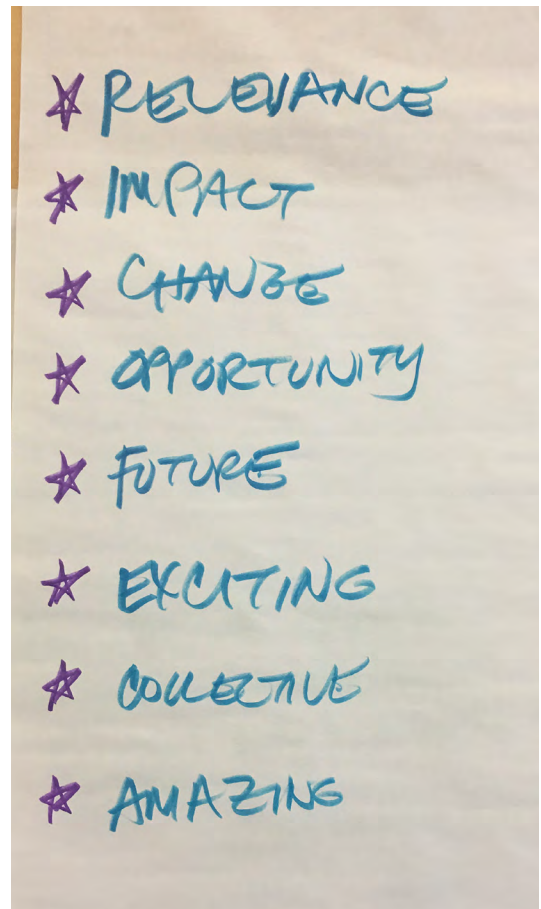 RELEVANCE
IMPACT
CHANGE
OPPORTUNITY
FUTURE
EXCITING
COLLECTIVE
AMAZING